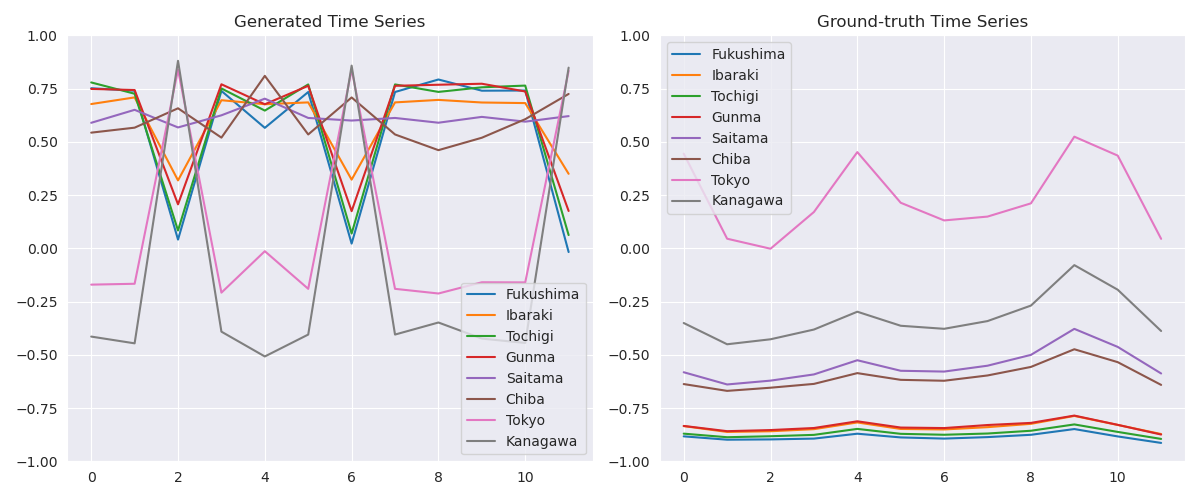 Generated Time Series
1.00
0.75
0.50
0.25
0.00
−0.25
−0.50
−0.75
−1.00
0 2 4 6 8 10
Fukushima
Ibaraki
Tochigi
Gunma
Saitama
Chiba
Tokyo
Kanagawa
Ground-truth Time Series
1.00
0.75
0.50
0.25
0.00
−0.25
−0.50
−0.75
−1.00
0 2 4 6 8 10
Fukushima
Ibaraki
Tochigi
Gunma
Saitama
Chiba
Tokyo
Kanagawa